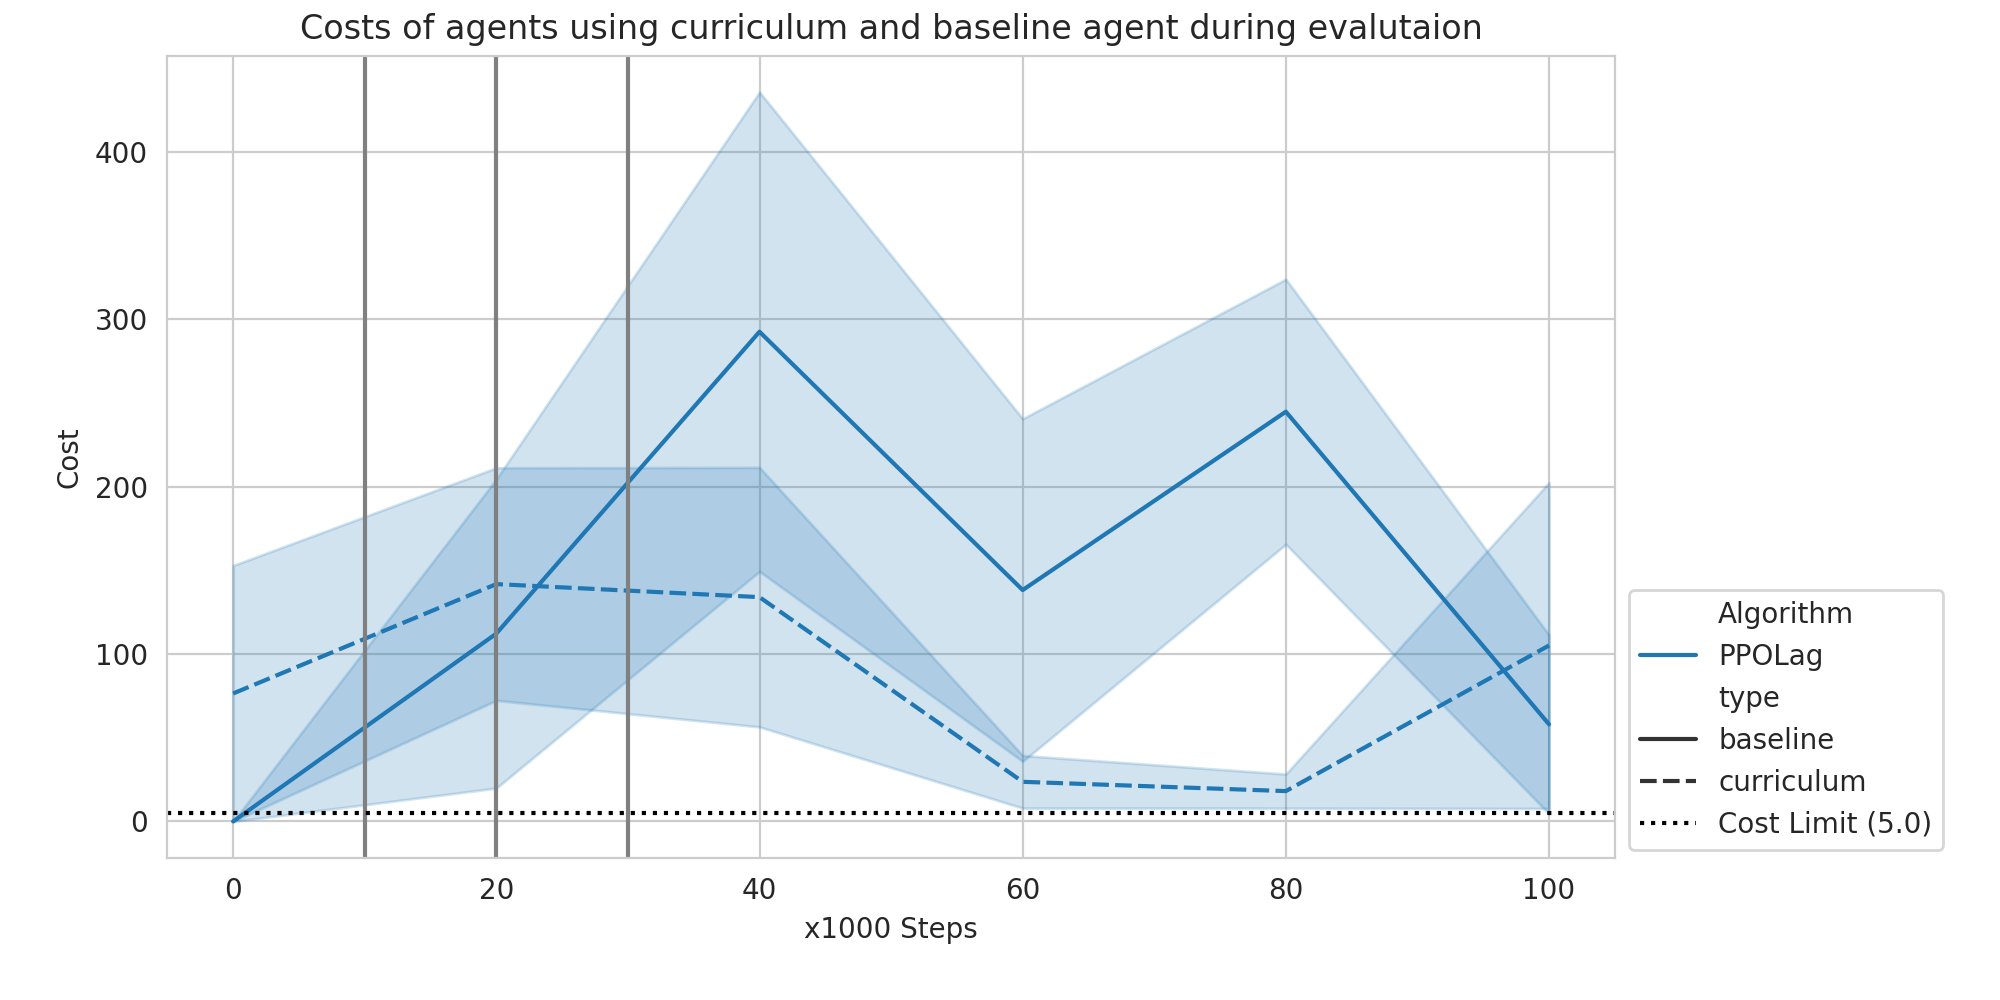 Costs of agents using curriculum and baseline agent during evalutaion
400
300
200
100
0
Cost
0 20 40 60 80 100
x1000 Steps
Algorithm
PPOLag
type
baseline
curriculum
Cost Limit (5.0)